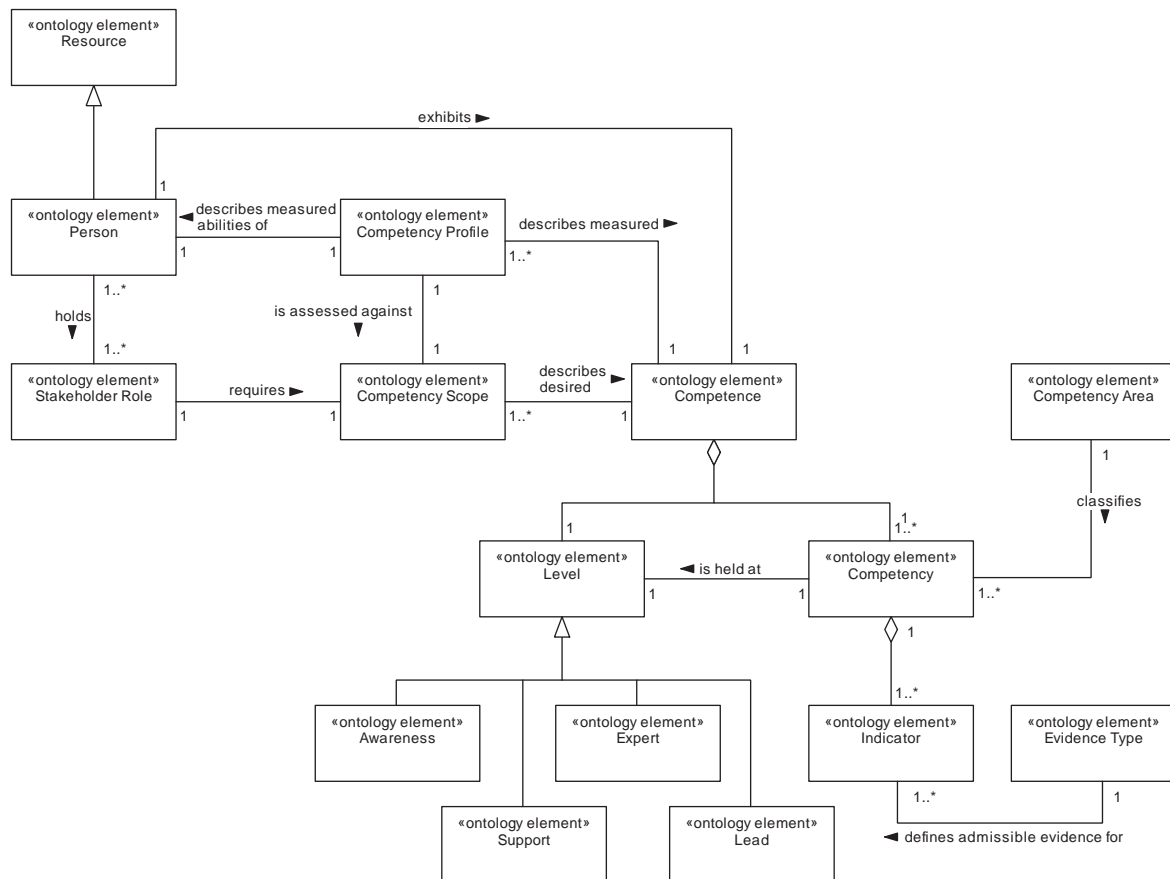 «ontology element»
Resource
exhibits
1
«ontology element»
Person
describes measured
abilities of
1
1
«ontology element»
Competency Profile
describes measured
1..*
1..*
holds
1..*
1
is assessed against
1
1
1
«ontology element»
Stakeholder Role
requires
1
1
«ontology element»
Competency Scope
describes
desired
1..*
1
«ontology element»
Competence
«ontology element»
Competency Area
1
classifies
1
1
1..*
«ontology element»
Level
is held at
1
1
«ontology element»
Competency
1..*
1
1..*
«ontology element»
Awareness
«ontology element»
Expert
«ontology element»
Indicator
«ontology element»
Evidence Type
1..*
1
«ontology element»
Support
«ontology element»
Lead
defines admissible evidence for